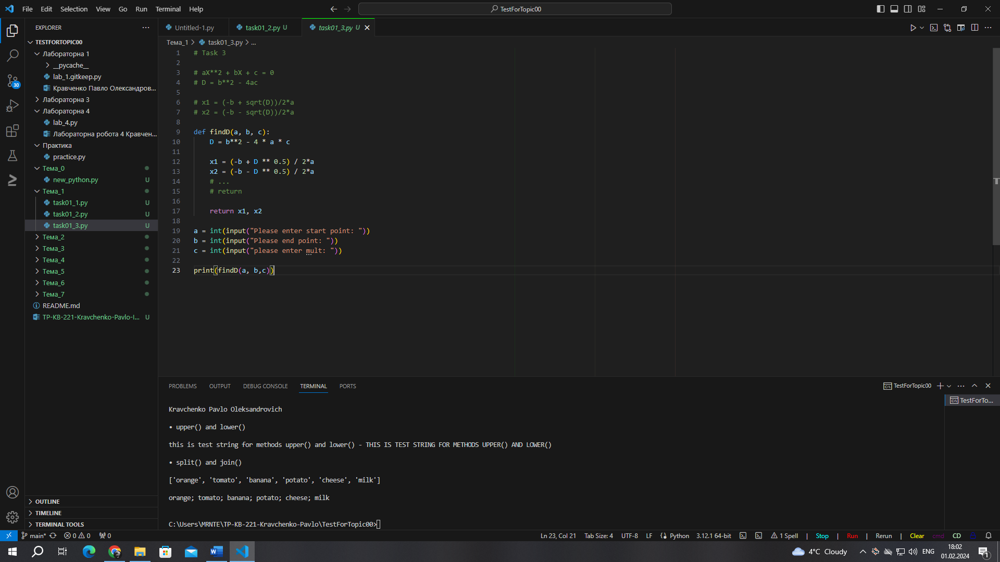 File Edit Selection View Go Run Terminal Help
TestForTopic00
EXPLORER
TESTFORTOPIC00
Лабораторна 1
__pycache__
lab_1.gitkeep.py
Кравченко Павло Олександров...
Лабораторна 3
Лабораторна 4
lab_4.py
Лабораторна робота 4 Кравчен...
Практика
practice.py
Тема_0
new_python.py U
Тема_1
task01_1.py U
task01_2.py U
task01_3.py U
Тема_2
Тема_3
Тема_4
Тема_5
Тема_6
Тема_7
README.md
TP-KB-221-Kravchenko-Pavlo-I... U
OUTLINE
TIMELINE
TERMINAL TOOLS
30
Untitled-1.py task01_2.py U task01_3.py U
Тема_1 > task01_3.py > ...
1 # Task 3
2
3 # aX**2 + bX + c = 0
4 # D = b**2 - 4ac
5
6 # x1 = (-b + sqrt(D))/2*a
7 # x2 = (-b - sqrt(D))/2*a
8
9 def findD(a, b, c):
10 D = b**2 - 4 * a * c
11
12 x1 = (-b + D ** 0.5) / 2*a
13 x2 = (-b - D ** 0.5) / 2*a
14 # ...
15 # return
16
17 return x1, x2
18
19 a = int(input("Please enter start point: "))
20 b = int(input("Please end point: "))
21 c = int(input("please enter mult: "))
22
23 print(findD(a, b,c))
PROBLEMS OUTPUT DEBUG CONSOLE TERMINAL PORTS
TestForTopic00
TestForTo...
Kravchenko Pavlo Oleksandrovich
• upper() and lower()
this is test string for methods upper() and lower() - THIS IS TEST STRING FOR METHODS UPPER() AND LOWER()
• split() and join()
['orange', 'tomato', 'banana', 'potato', 'cheese', 'milk']
orange; tomato; banana; potato; cheese; milk
C:\Users\MRNTE\TP-KB-221-Kravchenko-Pavlo\TestForTopic00>
main* 0 0 0
Ln 23, Col 21 Tab Size: 4 UTF-8 LF Python 3.12.1 64-bit 1 Spell | Stop | Run | Rerun | Clear cmd CD
4°C Cloudy ENG 18:02
01.02.2024
1